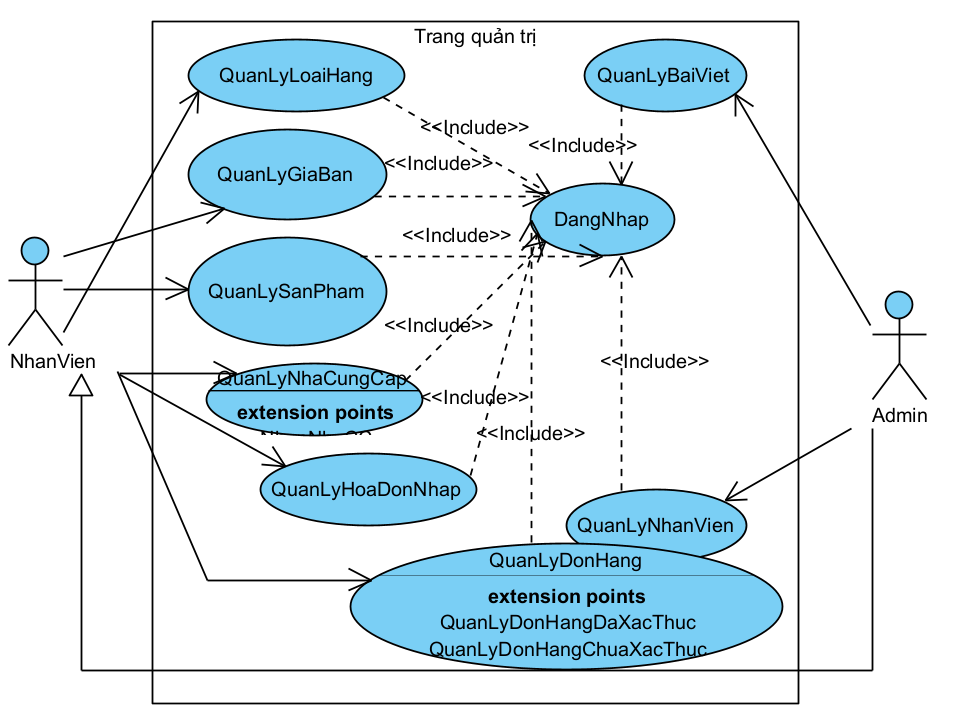 Trang quản trị
QuanLyLoaiHang
QuanLyBaiViet
<<Include>>
<<Include>>
<<Include>>
QuanLyGiaBan
DangNhap
<<Include>>
QuanLySanPham
<<Include>>
NhanVien
<<Include>>
QuanLyNhaCungCap
<<Include>>
extension points
Admin
<<Include>>
QuanLyHoaDonNhap
QuanLyNhanVien
QuanLyDonHang
extension points
QuanLyDonHangDaXacThuc
QuanLyDonHangChuaXacThuc